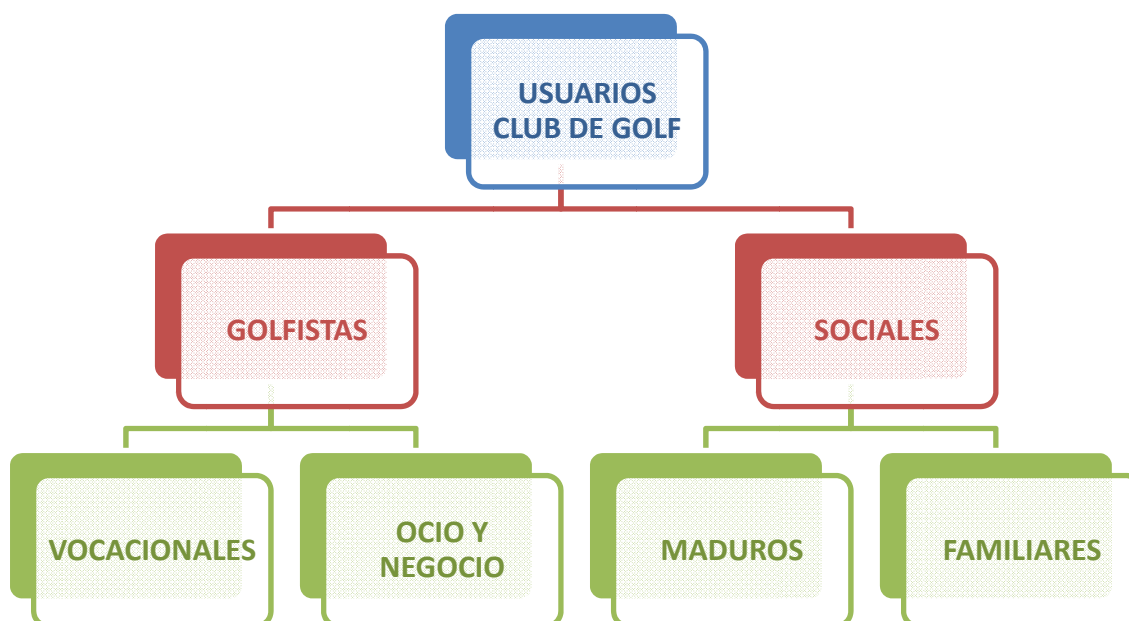 USUARIOS
CLUB DE GOLF
GOLFISTAS
SOCIALES
VOCACIONALES
OCIO Y
NEGOCIO
MADUROS
FAMILIARES